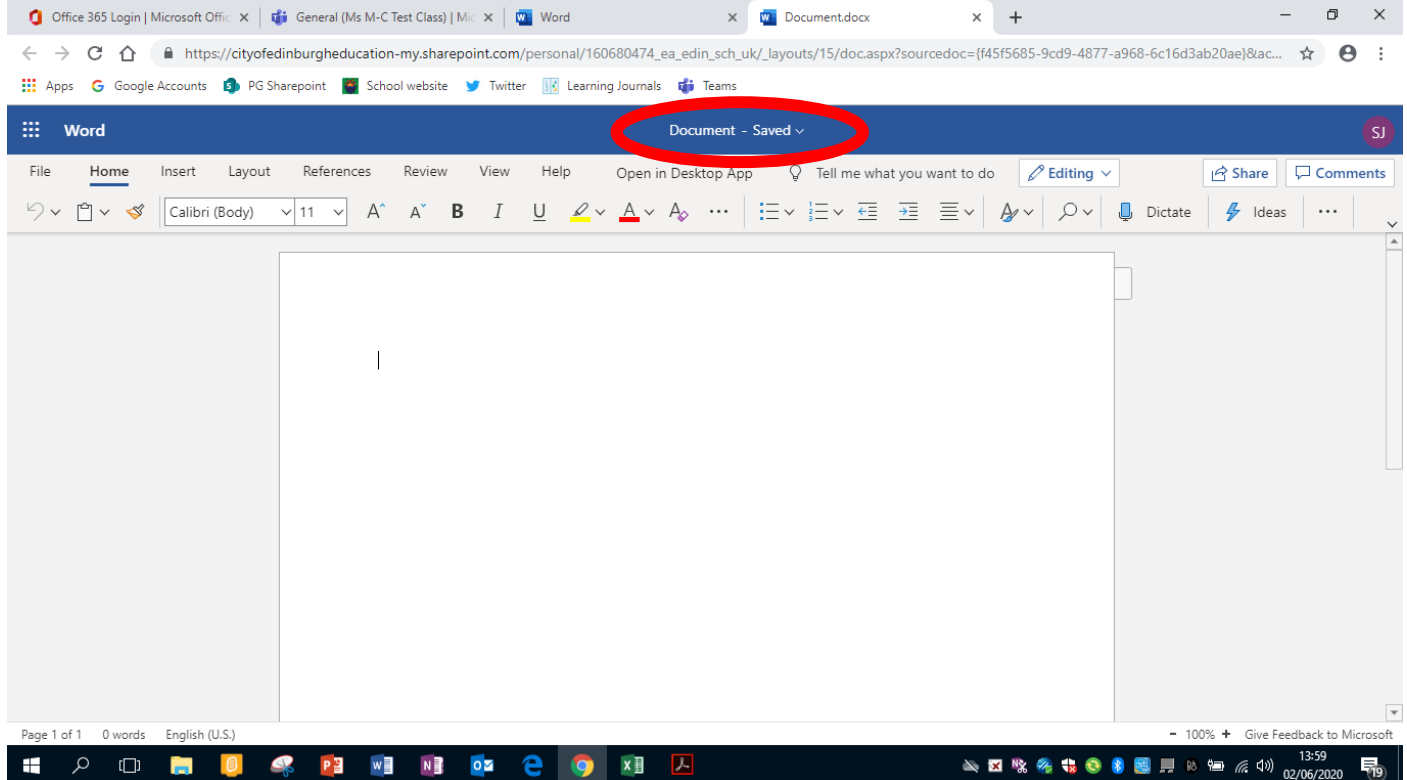 Office 365 Login | Microsoft Offic
General (Ms M-C Test Class) | Mic
Word
Document.docx
https://cityofedinburgheducation-my.sharepoint.com/personal/160680474_ea_edin_sch_uk/_layouts/15/doc.aspx?sourcedoc={f45f5685-9cd9-4877-a968-6c16d3ab20ae}&ac...
Apps Google Accounts PG Sharepoint School website Twitter Learning Journals Teams
Word Document - Saved SJ
File Home Insert Layout References Review View Help Open in Desktop App Tell me what you want to do Editing Share Comments
Calibri (Body) 11 A A B I U A A ... A Dictate Ideas ...
Page 1 of 1 0 words English (U.S.) - 100% + Give Feedback to Microsoft
13:59
02/06/2020 19